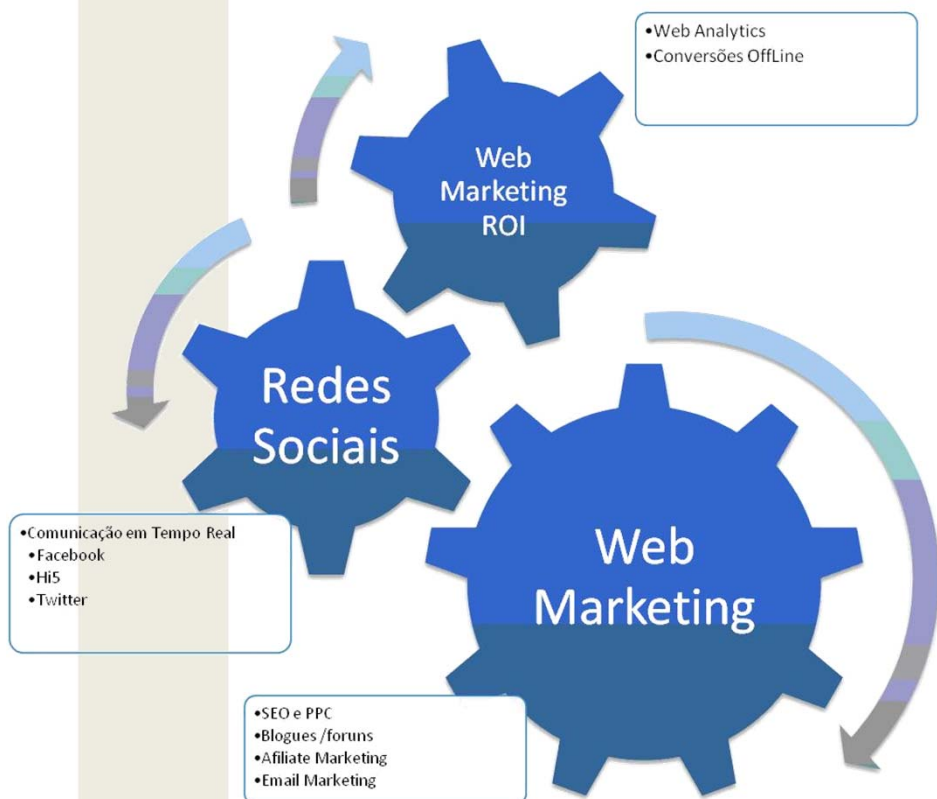 •Web Analytics
•Conversões OffLine
Web
Marketing
ROI
Redes
Sociais
•Comunicação em Tempo Real
•Facebook
•Hi5
•Twitter
Web
Marketing
•SEO e PPC
•Blogues /foruns
•Afiliate Marketing
•Email Marketing